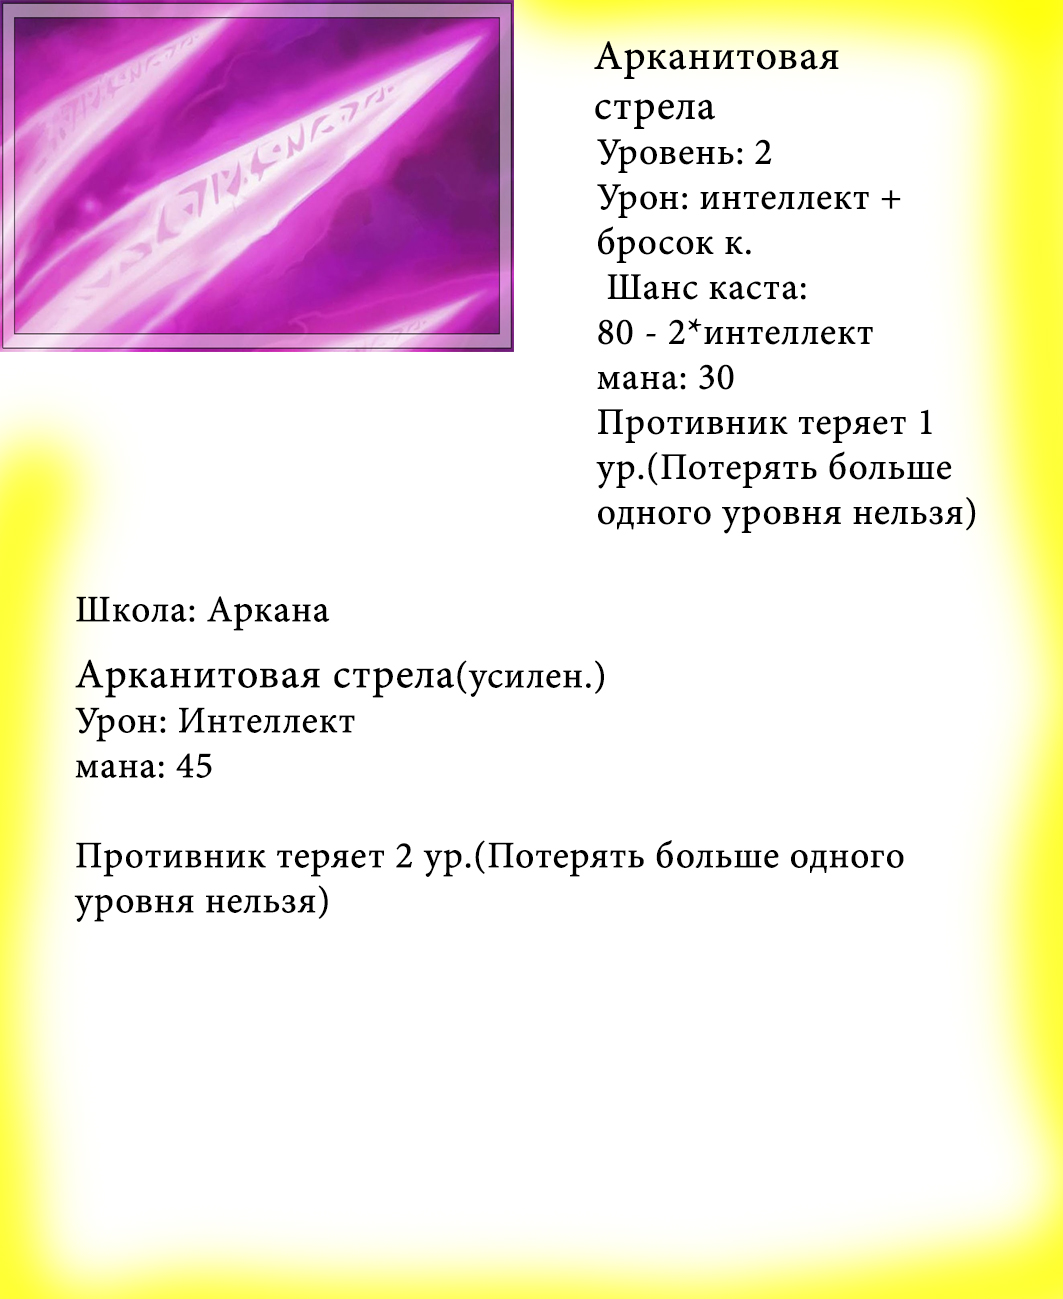 Арканитовая
стрела
Уровень: 2
Урон: интеллект +
бросок к.
Шанс каста:
80 - 2*интеллект
мана: 30
Противник теряет 1
ур.(Потерять больше
одного уровня нельзя)
Школа: Аркана
Арканитовая стрела(усилен.)
Урон: Интеллект
мана: 45
Противник теряет 2 ур.(Потерять больше одного
уровня нельзя)